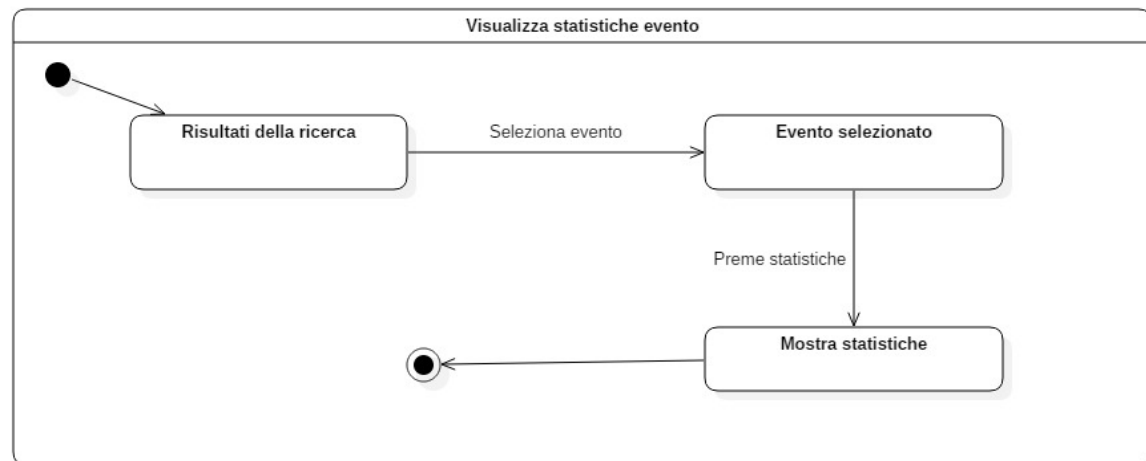 Visualizza statistiche evento
Risultati della ricerca
Seleziona evento
Evento selezionato
Preme statistiche
Mostra statistiche